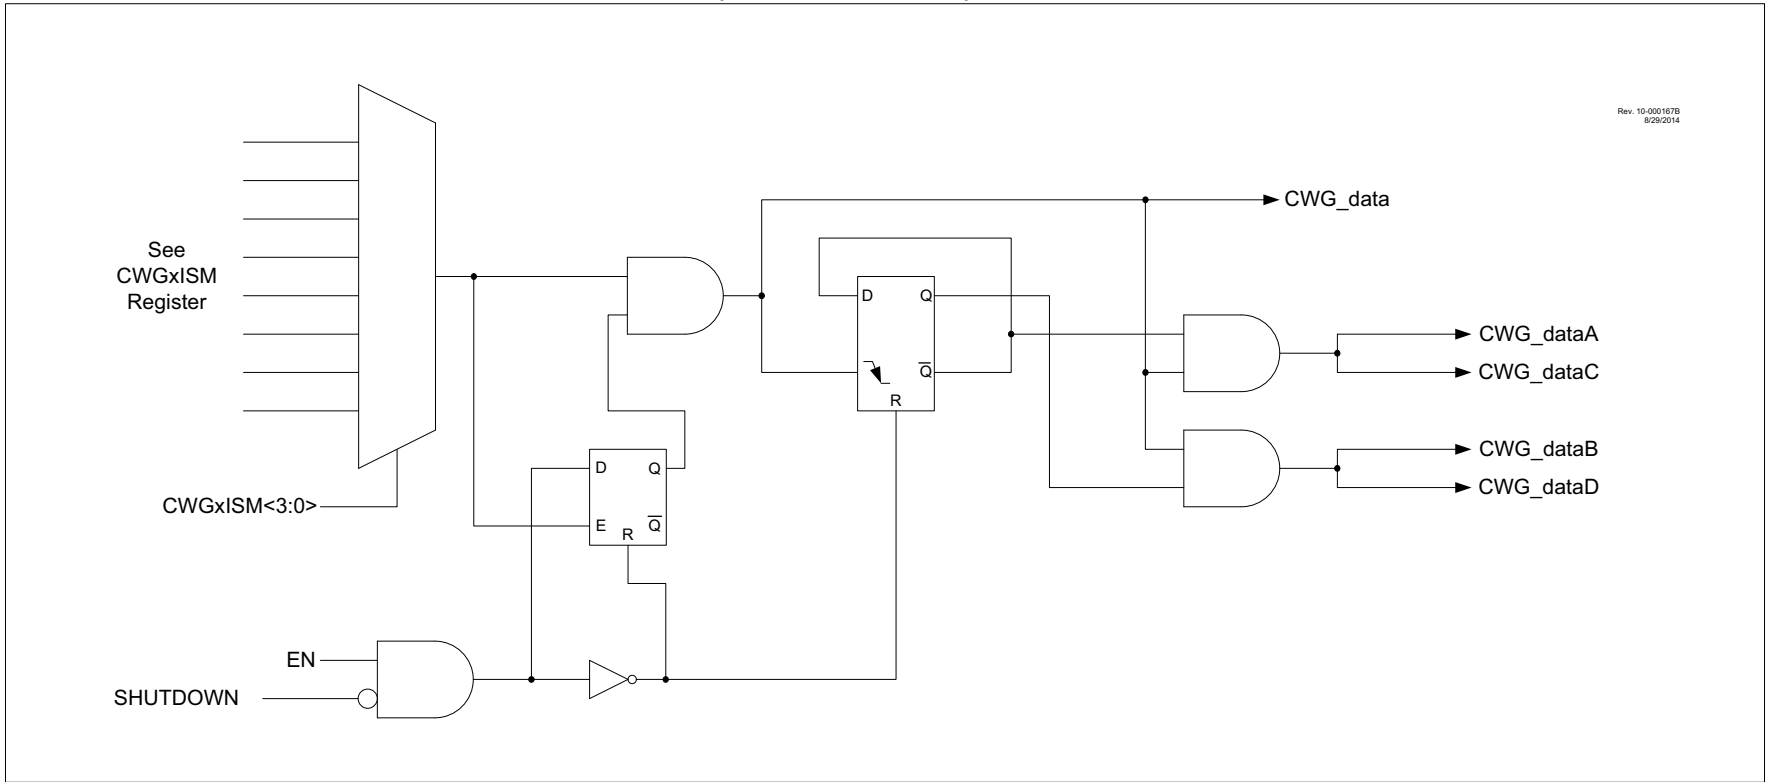 Rev. 10-000167B
8/29/2014
CWG_data
See
CWGxISM
Register
D
Q
Q̅
R
CWG_dataA
CWG_dataC
CWG_dataB
CWG_dataD
D
Q
E
Q̅
R
CWGxISM<3:0>
EN
SHUTDOWN